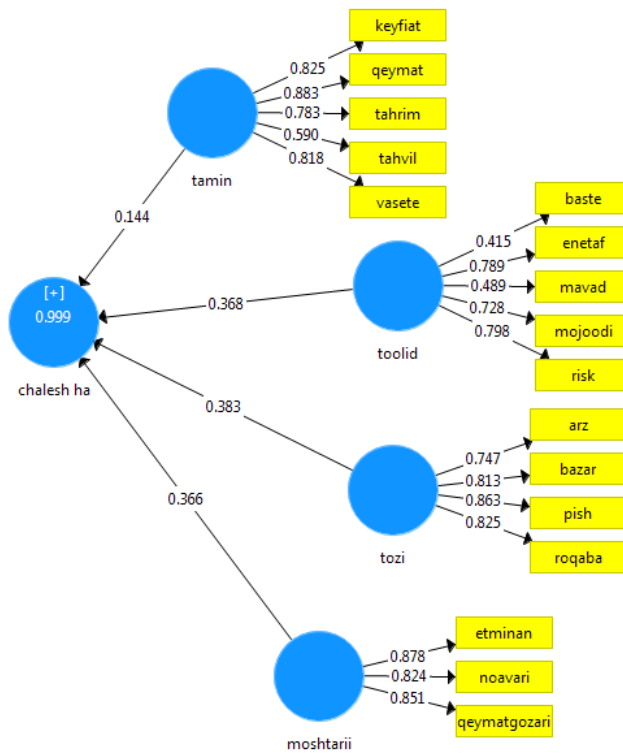 keyfiat
0.825
qeymat
0.883
tahrim
0.783
0.590
tahvil
0.818
vasete
tamin
0.144
baste
0.415
enetaf
0.789
mavad
0.489
mojoodi
0.728
risk
0.798
toolid
0.368
[+]
0.999
chalesh ha
0.383
arz
0.747
bazar
0.813
pish
0.863
roqaba
0.825
tozi
0.366
etminan
0.878
noavari
0.824
qeymatgozari
0.851
moshtarii